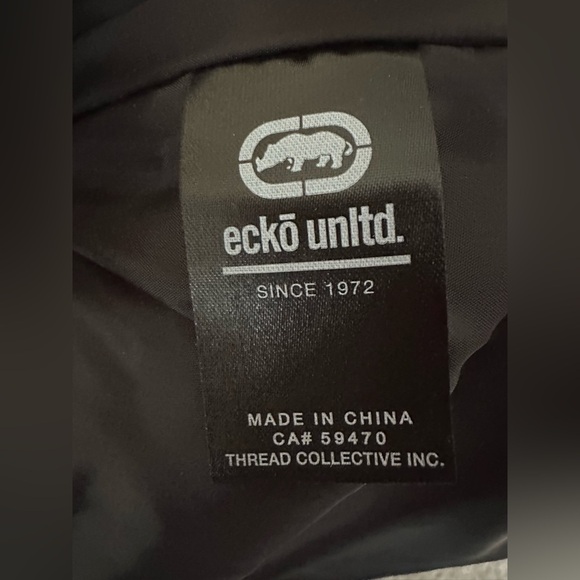 eckō unltd.
SINCE 1972
MADE IN CHINA
CA# 59470
THREAD COLLECTIVE INC.